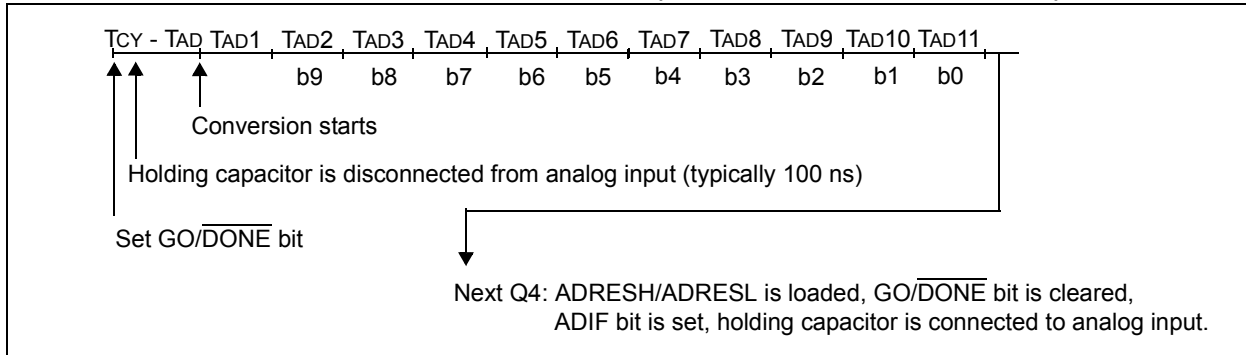 TCY - TAD TAD1 TAD2 TAD3 TAD4 TAD5 TAD6 TAD7 TAD8 TAD9 TAD10 TAD11
b9 b8 b7 b6 b5 b4 b3 b2 b1 b0
Conversion starts
Holding capacitor is disconnected from analog input (typically 100 ns)
Set GO/DONE bit
Next Q4: ADRESH/ADRESL is loaded, GO/DONE bit is cleared,
ADIF bit is set, holding capacitor is connected to analog input.